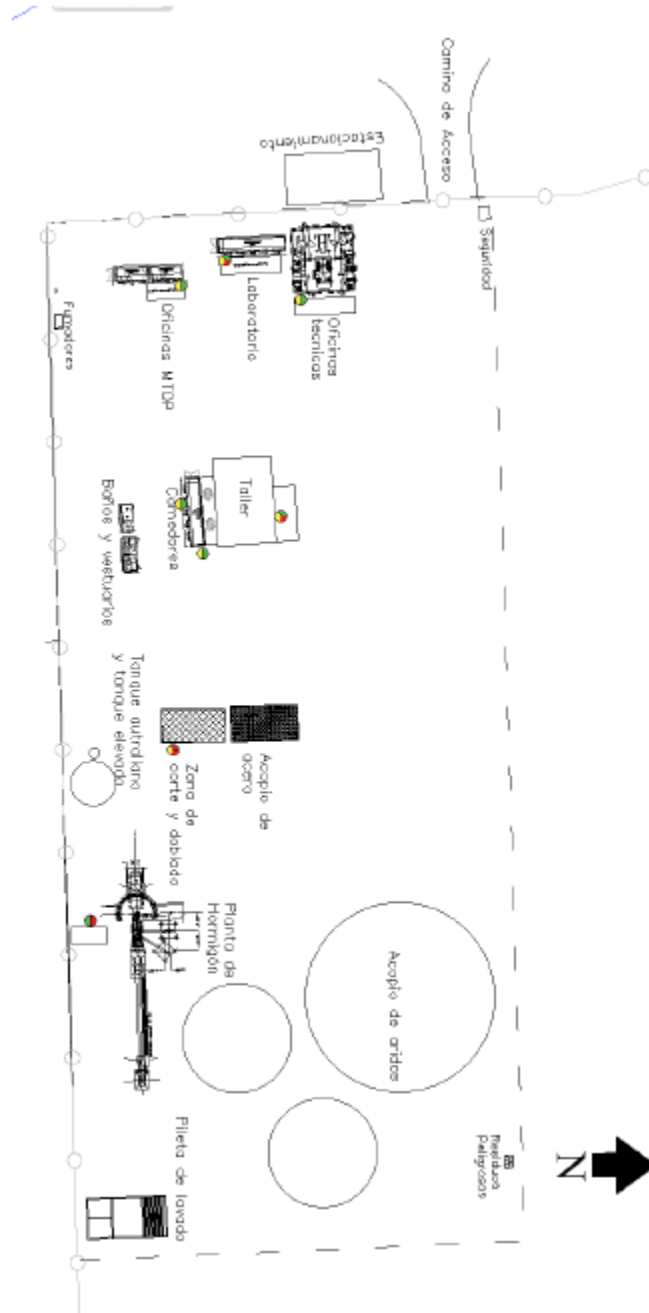 Camino de Acceso
Estacionamiento
Seguridad
Oficinas
tecnicas
Laboratorio
Oficinas MTOP
Fumadores
Taller
Comedores
Baños y vestuarios
Tanque autraliano
y tanque elevado
Acopio de
acero
Zona de
corte y doblado
Planta de
Hormigón
Acopio de aridos
Residuos
Peligrosos
Pileta de lavado
N